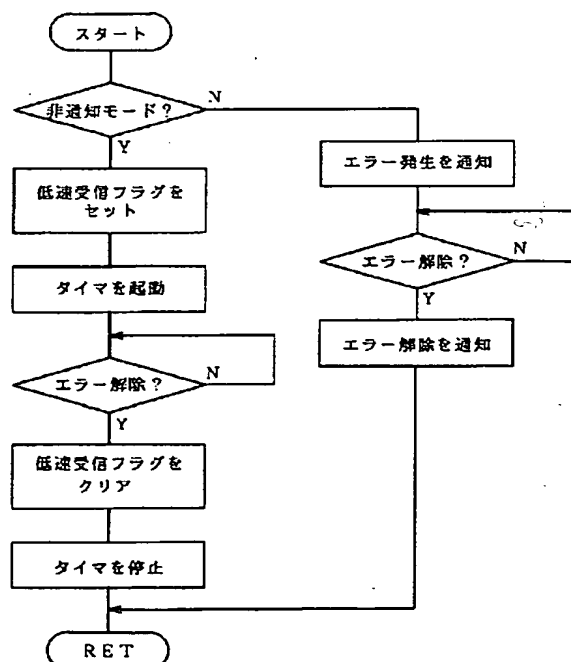 スタート
非通知モード?
N
Y
低速受信フラグを
セット
タイマを起動
エラー解除?
N
Y
低速受信フラグを
クリア
タイマを停止
RET
エラー発生を通知
エラー解除?
N
Y
エラー解除を通知